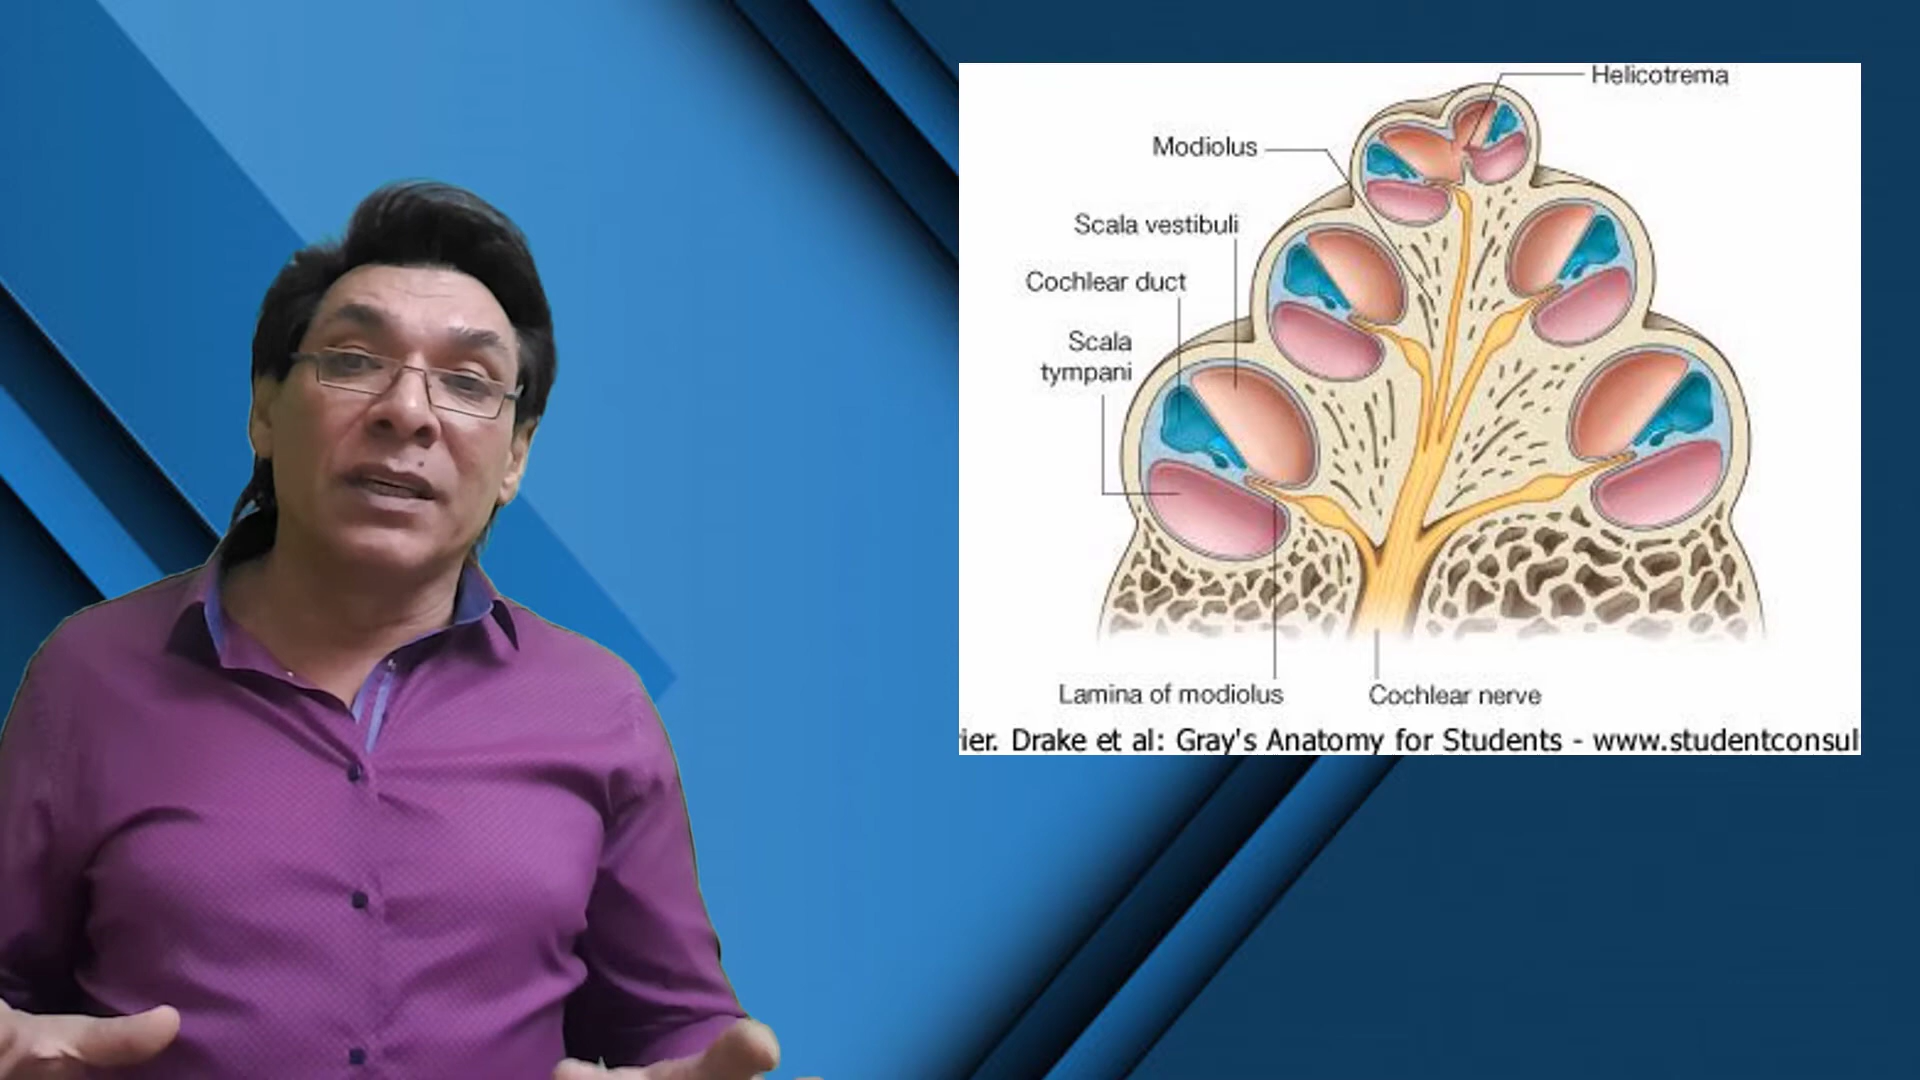 Helicotrema
Modiolus
Scala vestibuli
Cochlear duct
Scala
tympani
Lamina of modiolus
Cochlear nerve
ier. Drake et al: Gray's Anatomy for Students - www.studentconsul